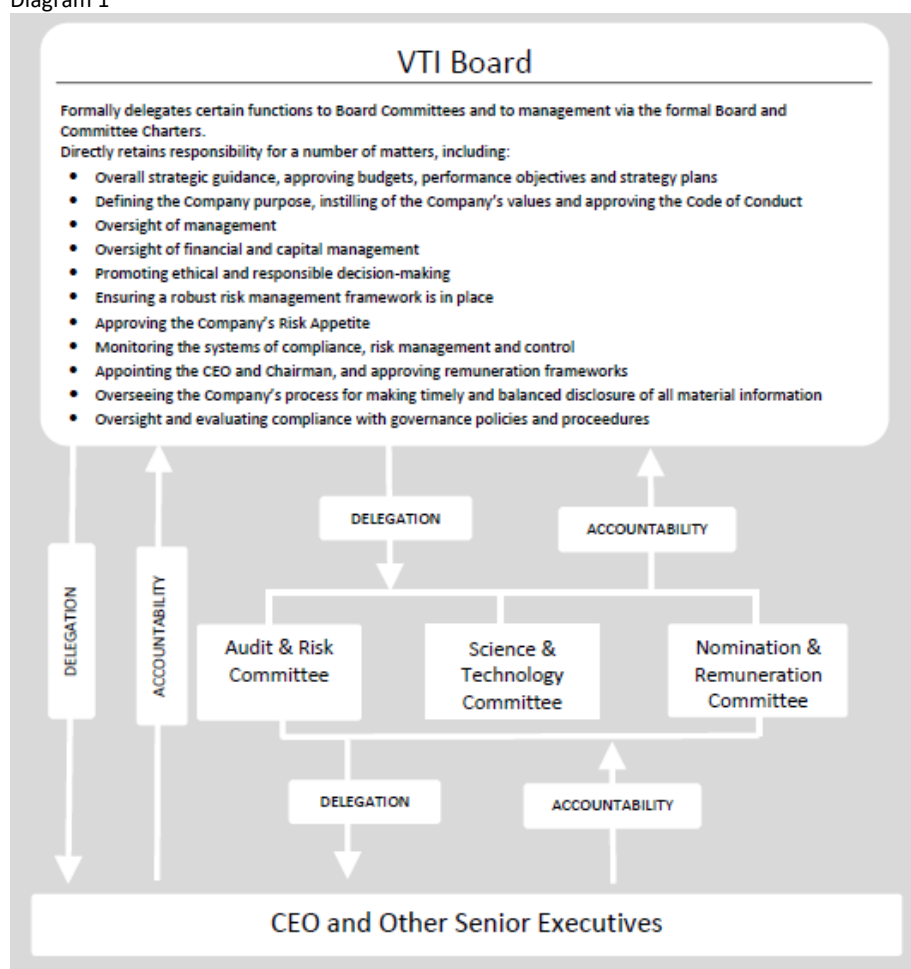 Diagram 1
VTI Board
Formally delegates certain functions to Board Committees and to management via the formal Board and
Committee Charters.
Directly retains responsibility for a number of matters, including:
• Overall strategic guidance, approving budgets, performance objectives and strategy plans
• Defining the Company purpose, instilling of the Company's values and approving the Code of Conduct
• Oversight of management
• Oversight of financial and capital management
• Promoting ethical and responsible decision-making
• Ensuring a robust risk management framework is in place
• Approving the Company's Risk Appetite
• Monitoring the systems of compliance, risk management and control
• Appointing the CEO and Chairman, and approving remuneration frameworks
• Overseeing the Company's process for making timely and balanced disclosure of all material information
• Oversight and evaluating compliance with governance policies and proceedures
DELEGATION
ACCOUNTABILITY
DELEGATION
ACCOUNTABILITY
Audit & Risk
Committee
Science &
Technology
Committee
Nomination &
Remuneration
Committee
DELEGATION
ACCOUNTABILITY
CEO and Other Senior Executives